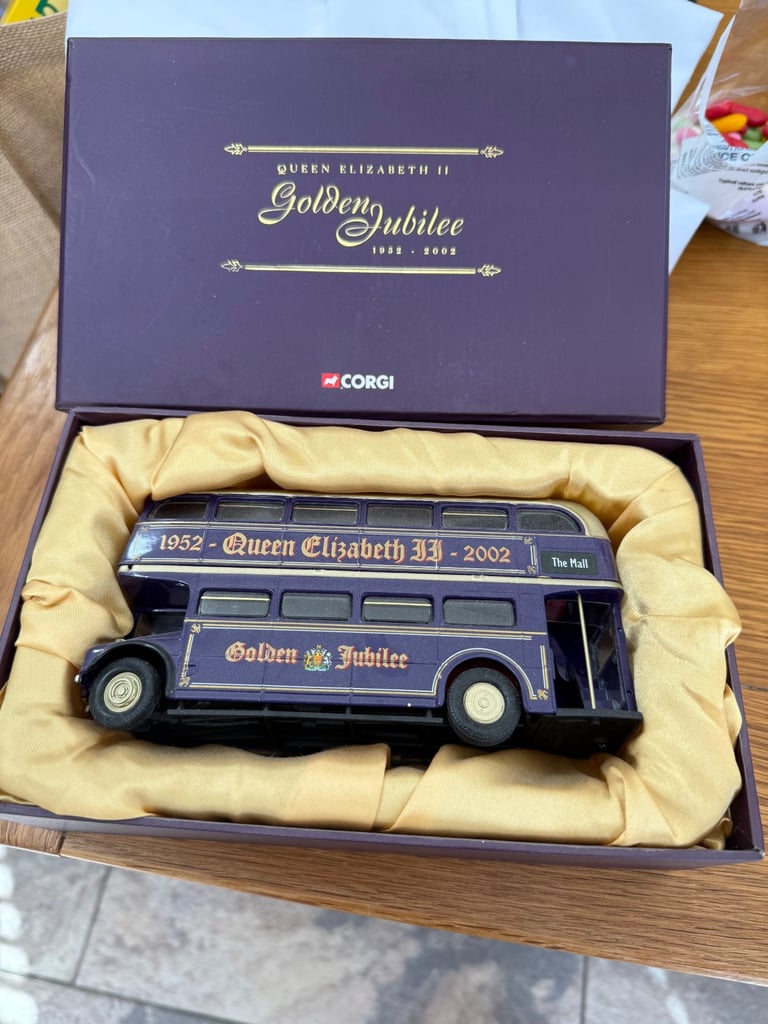 QUEEN ELIZABETH II
Golden Jubilee
1952 - 2002
CORGI
1952 - Queen Elizabeth II - 2002
The Mall
Golden Jubilee